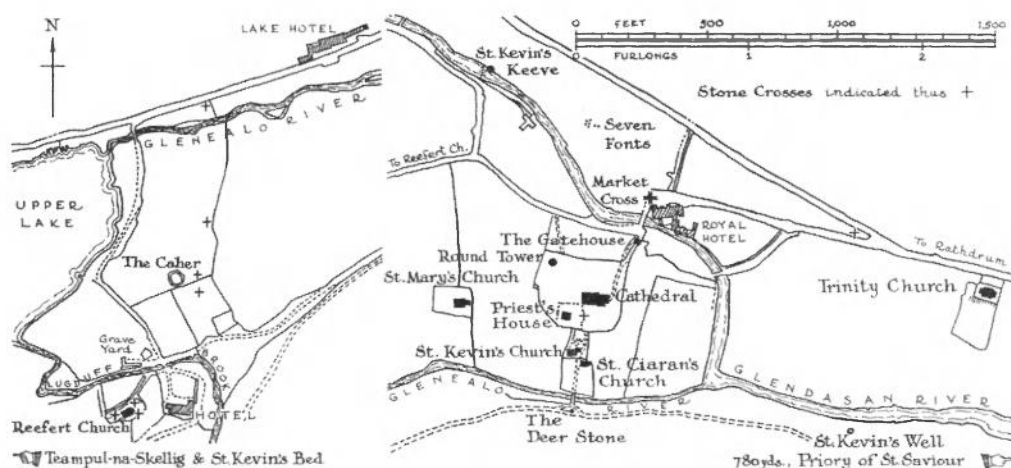 N
LAKE HOTEL
GLENEALO RIVER
UPPER
LAKE
The Caher
Grave
Yard
LUGDUFF BROOK
HOTEL
Reefert Church
Teampul-na-Skellig & St. Kevin's Bed
0 FEET 500 1,000 1,500
0 FURLONGS 1 2
Stone Crosses indicated thus +
St. Kevin's
Keeve
Seven
Fonts
To Reefert Ch.
Market
Cross
ROYAL
HOTEL
The Gatehouse
Round Tower
To Rathdrum
St. Mary's Church
Cathedral
Trinity Church
Priest's
House
St. Kevin's Church
St. Ciaran's
Church
GLENEALO RIVER
GLENDASAN RIVER
The
Deer Stone
St. Kevin's Well
780yds., Priory of St. Saviour